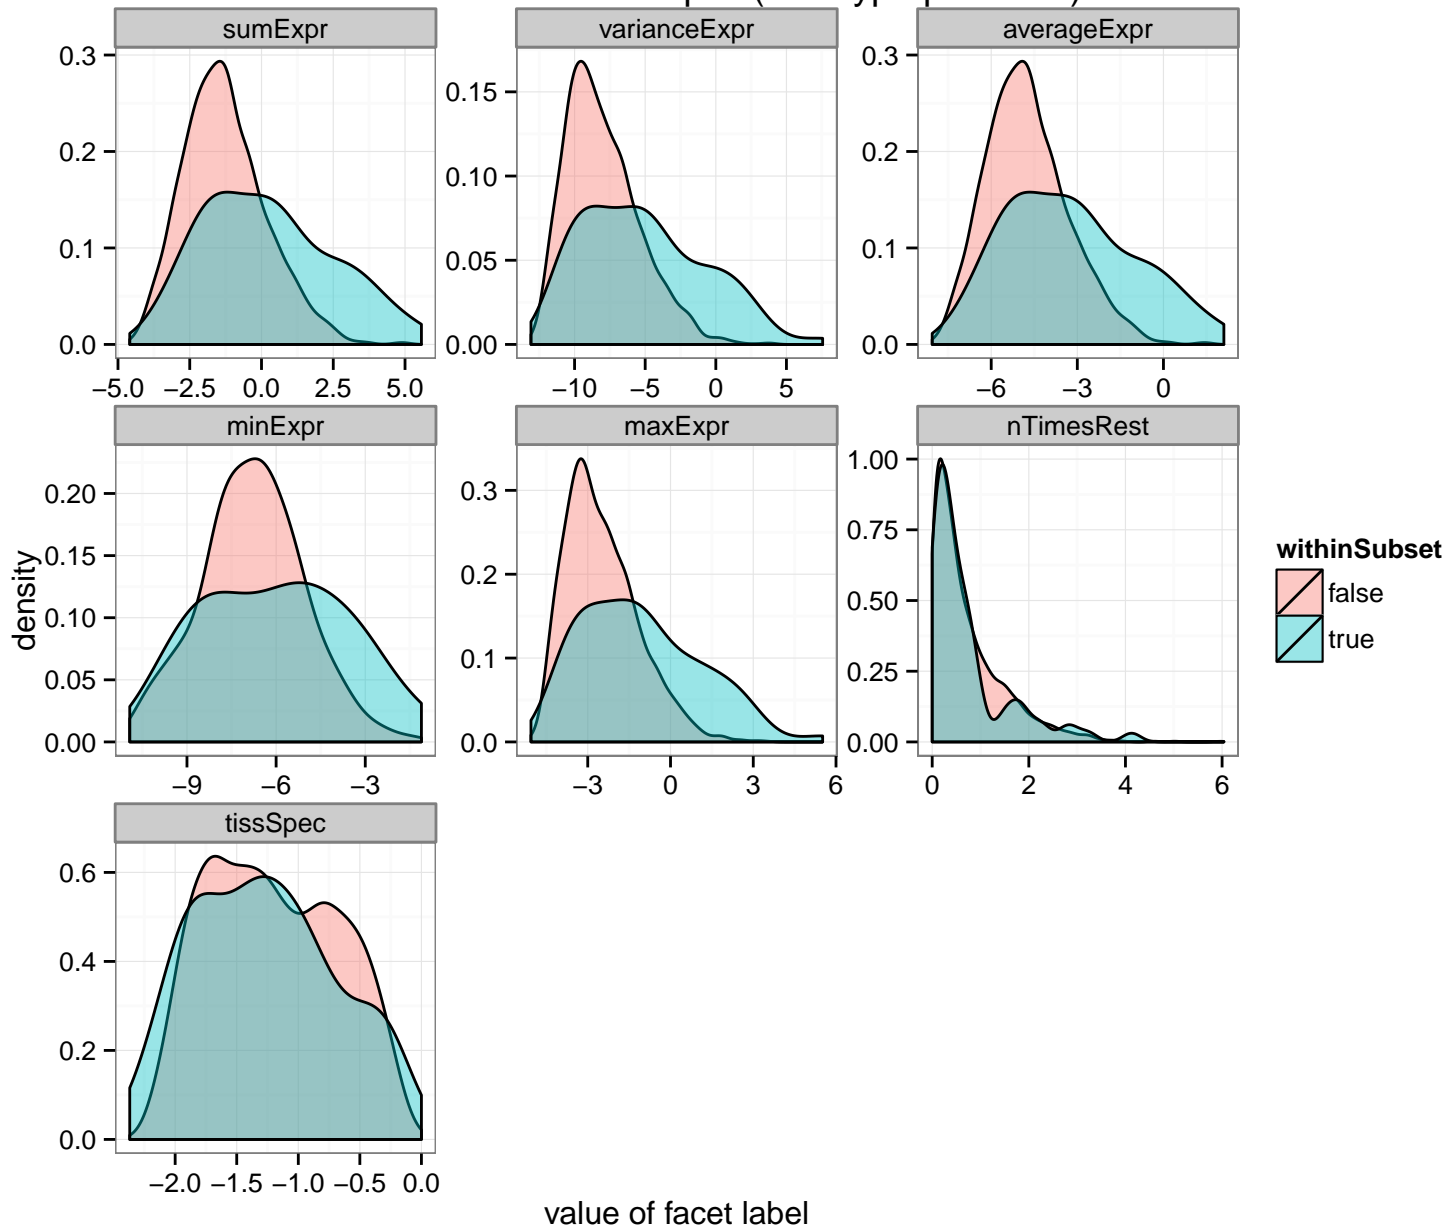 sumExpr varianceExpr averageExpr
0.3 0.15 0.3
0.2 0.10 0.2
0.1 0.05 0.1
0.0 0.00 0.0
−5.0 −2.5 0.0 2.5 5.0 −10 −5 0 5 −6 −3 0
minExpr maxExpr nTimesRest
0.20 0.3 1.00
0.15 0.2 0.75
0.10 0.1 0.50
0.05 0.0 0.25
0.00 0.00
−9 −6 −3 −3 0 3 6 0 2 4 6
tissSpec
0.6
0.4
0.2
0.0
−2.0 −1.5 −1.0 −0.5 0.0
density
value of facet label
withinSubset
false
true